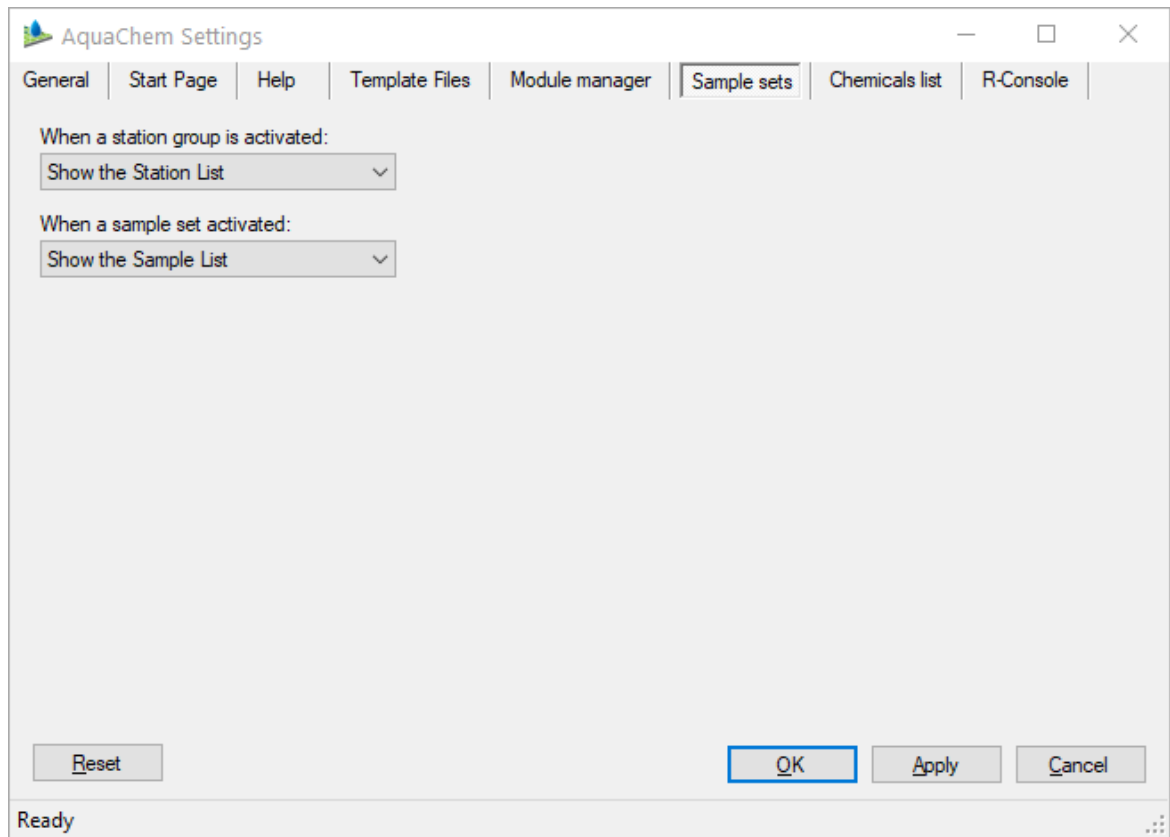 AquaChem Settings
General Start Page Help Template Files Module manager Sample sets Chemicals list R-Console
When a station group is activated:
Show the Station List
When a sample set activated:
Show the Sample List
Reset OK Apply Cancel
Ready